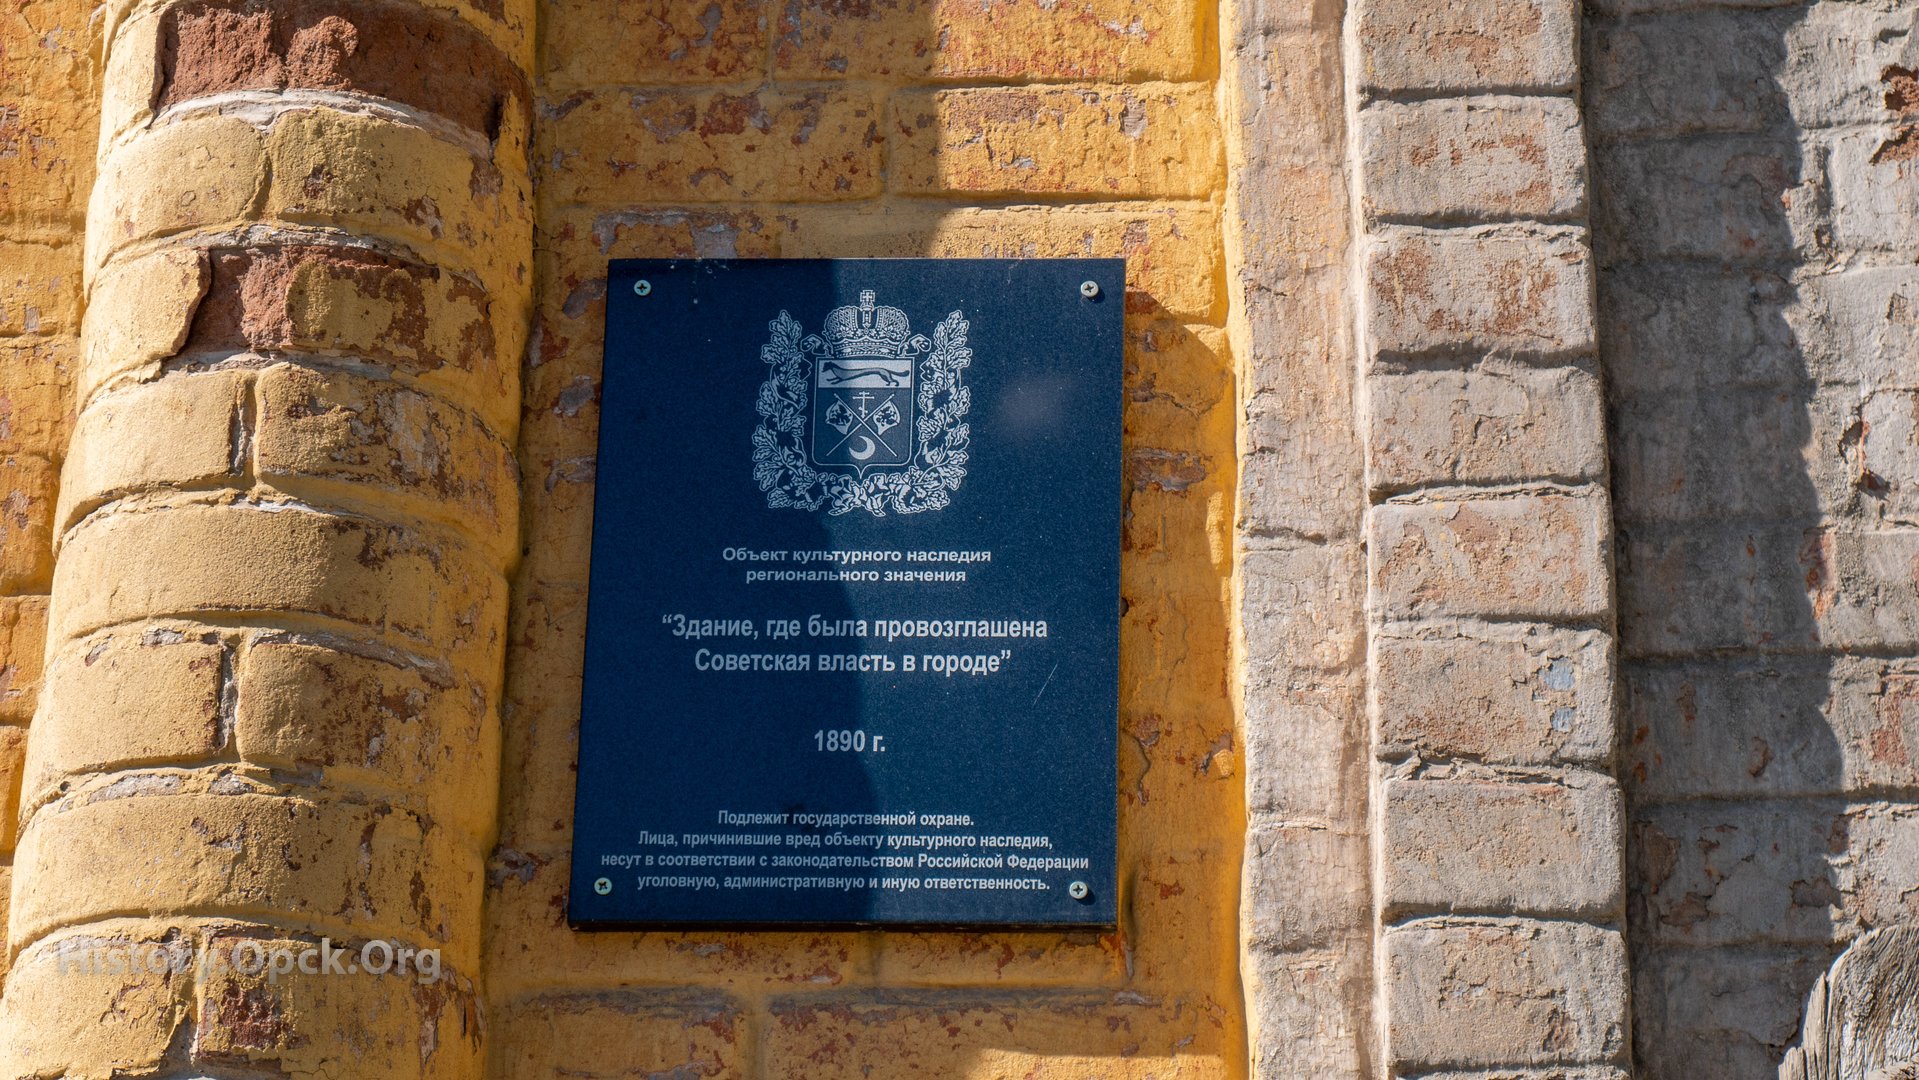 Объект культурного наследия
регионального значения
“Здание, где была провозглашена
Советская власть в городе”
1890 г.
Подлежит государственной охране.
Лица, причинившие вред объекту культурного наследия,
несут в соответствии с законодательством Российской Федерации
уголовную, административную и иную ответственность.
History.Opck.Org